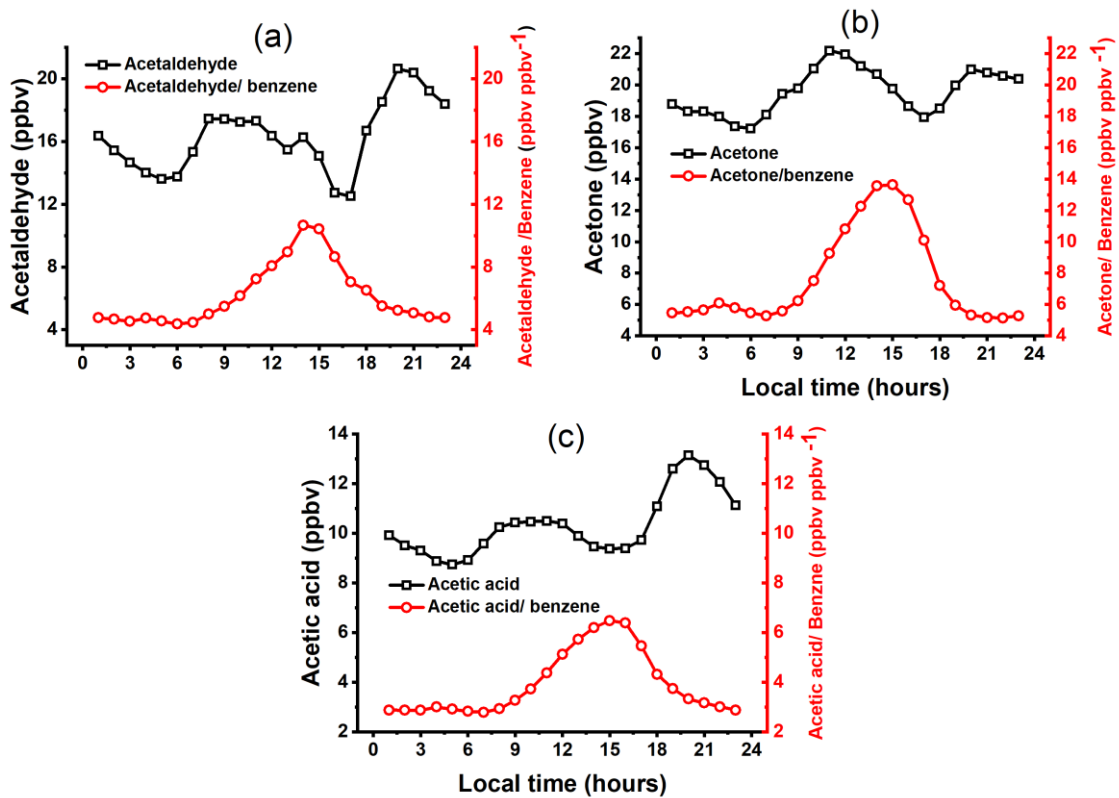 (a)
Acetaldehyde
Acetaldehyde/ benzene
Acetaldehyde (ppbv)
20
16
12
8
4
20
16
12
8
4
Acetaldehyde /Benzene (ppbv ppbv-1)
0 3 6 9 12 15 18 21 24
(b)
Acetone
Acetone/benzene
Acetone (ppbv)
22
20
18
16
14
12
10
8
6
4
22
20
18
16
14
12
10
8
6
4
Acetone/ Benzene (ppbv ppbv-1)
0 3 6 9 12 15 18 21 24
Local time (hours)
(c)
Acetic acid
Acetic acid/ benzene
Acetic acid (ppbv)
14
12
10
8
6
4
2
14
12
10
8
6
4
2
Acetic acid/ Benzne (ppbv ppbv -1)
0 3 6 9 12 15 18 21 24
Local time (hours)